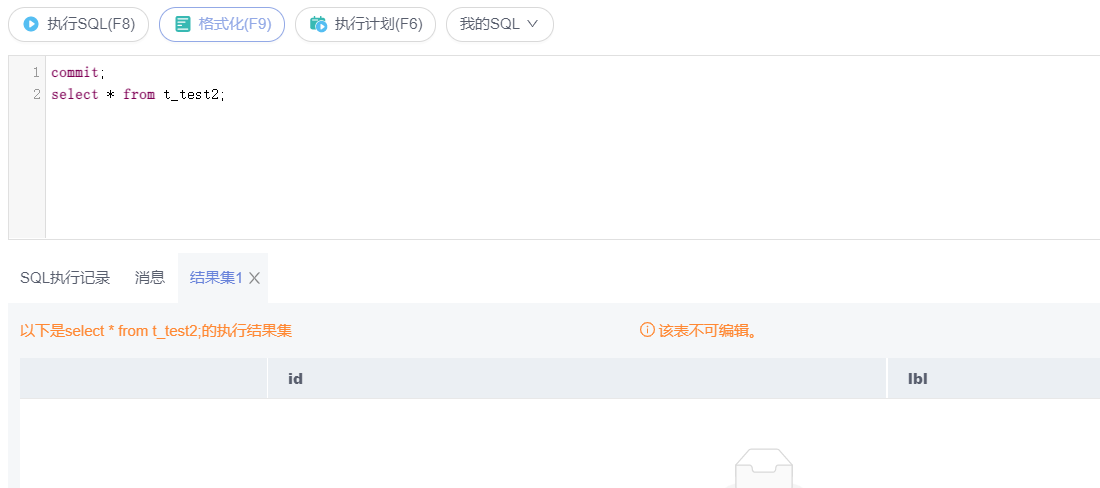 执行SQL(F8) 格式化(F9) 执行计划(F6) 我的SQL
1 commit;
2 select * from t_test2;
SQL执行记录 消息 结果集1
以下是select * from t_test2;的执行结果集 该表不可编辑。
id lbl